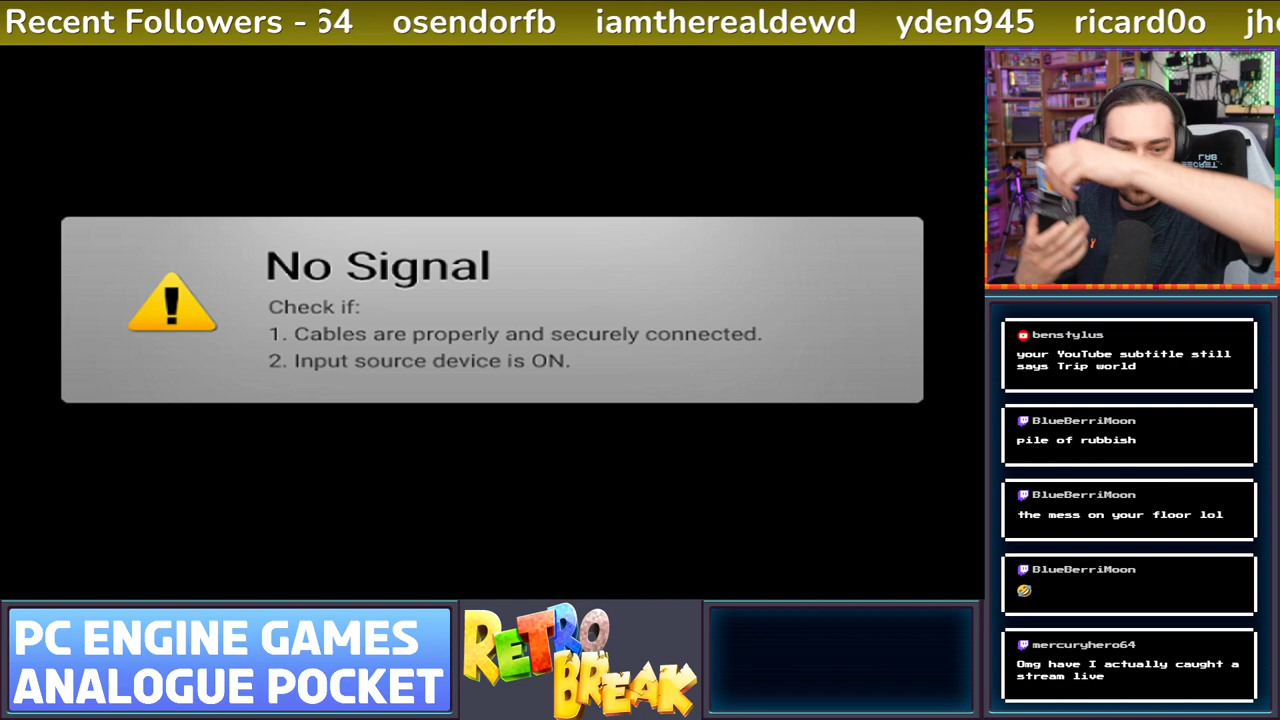 Recent Followers - 64 osendorfb iamtherealdewd yden945 ricard0o
No Signal
Check if:
1. Cables are properly and securely connected.
2. Input source device is ON.
benstylus
your YouTube subtitle still
says Trip world
BlueBerriMoon
pile of rubbish
BlueBerriMoon
the mess on your floor lol
BlueBerriMoon
🤣
mercuryhero64
Omg have I actually caught a
stream live
PC ENGINE GAMES
ANALOGUE POCKET
RETRO
BREAK